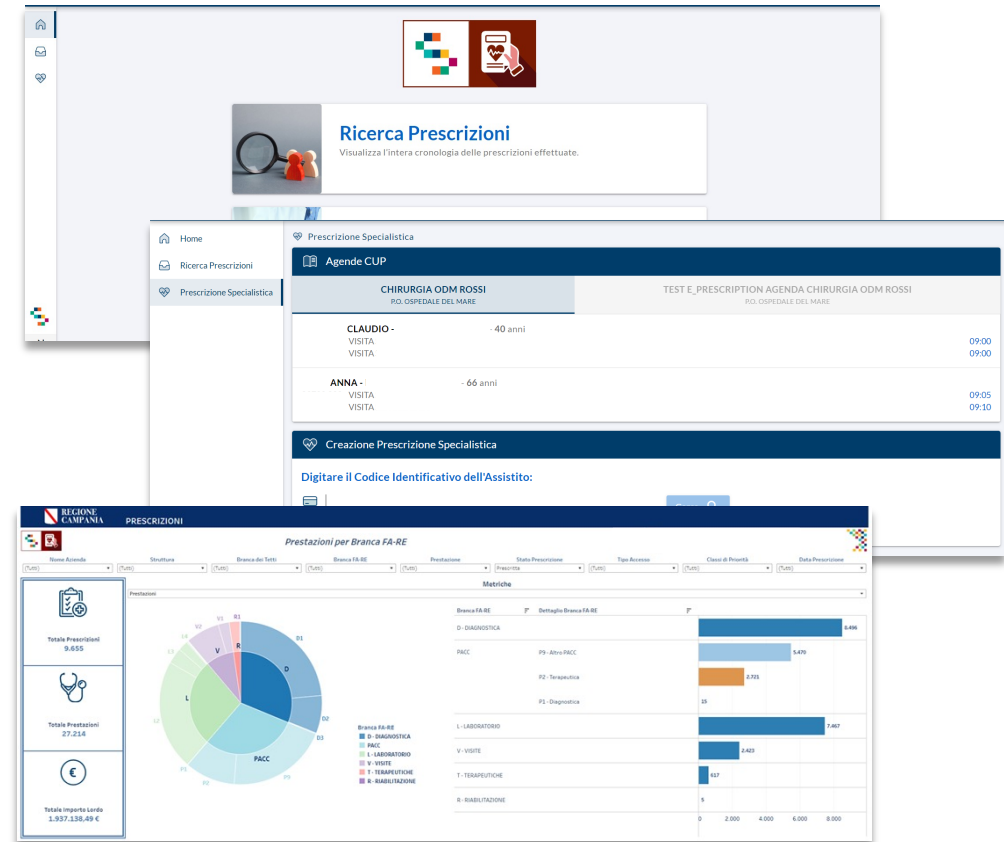 Ricerca Prescrizioni
Visualizza l'intera cronologia delle prescrizioni effettuate.
Home
Ricerca Prescrizioni
Prescrizione Specialistica
Prescrizione Specialistica
Agende CUP
CHIRURGIA ODM ROSSI
P.O. OSPEDALE DEL MARE
TEST E_PRESCRIPTION AGENDA CHIRURGIA ODM ROSSI
P.O. OSPEDALE DEL MARE
CLAUDIO - - 40 anni
VISITA 09:00
VISITA 09:00
ANNA - - 66 anni
VISITA 09:05
VISITA 09:10
Creazione Prescrizione Specialistica
Digitare il Codice Identificativo dell'Assistito:
REGIONE
CAMPANIA
PRESCRIZIONI
Prestazioni per Branca FA-RE
Nome Azienda Struttura Branca dei Tetti Branca FA-RE Prestazione Stato Prescrizione Tipo Accesso Classi di Priorità Data Prescrizione
(Tutti) (Tutti) (Tutti) (Tutti) (Tutti) Prescritta (Tutti) (Tutti) (Tutti)
Metriche
Prestazioni
Totale Prescrizioni
9.655
Totale Prestazioni
27.214
Totale Importo Lordo
1.937.138,49 €
V1 R1
V2
L4
L3
D1
V R
D
L
L2
D2
D3
PACC
P3
P2
P9
Branca FA-RE
D - DIAGNOSTICA
PACC
L - LABORATORIO
V - VISITE
T - TERAPEUTICHE
R - RIABILITAZIONE
Branca FA-RE Dettaglio Branca FA-RE
D - DIAGNOSTICA 8.496
PACC P9 - Altro PACC 5.470
P2 - Terapeutica 2.721
P1 - Diagnostica 15
L - LABORATORIO 7.467
V - VISITE 2.423
T - TERAPEUTICHE 617
R - RIABILITAZIONE 5
0 2.000 4.000 6.000 8.000